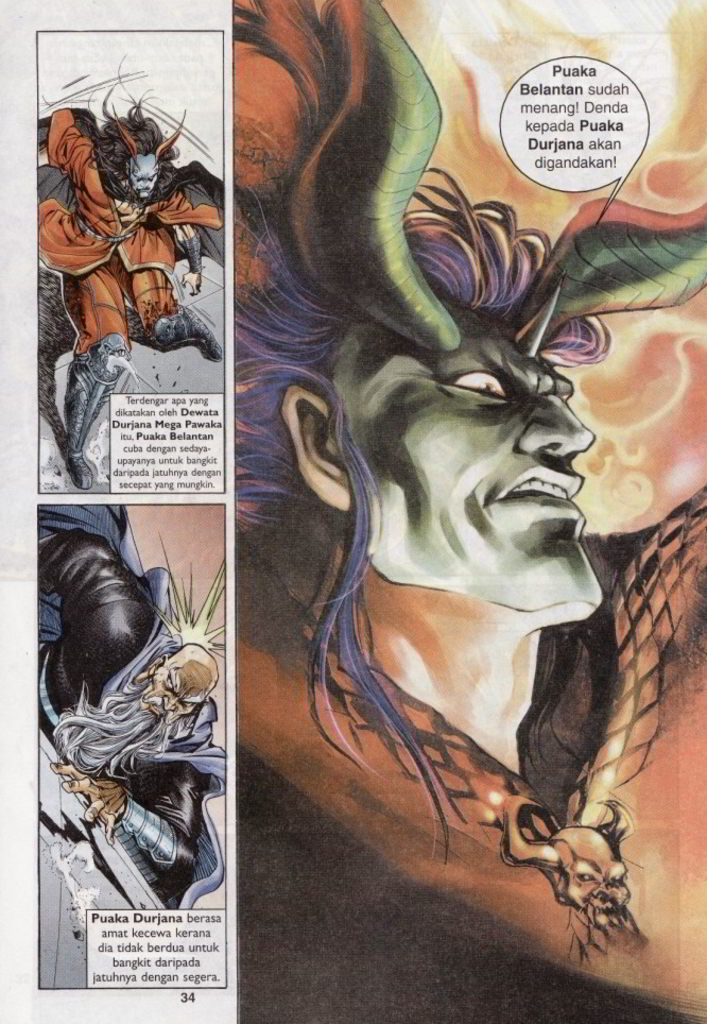 Terdengar apa yang
dikatakan oleh Dewata
Durjana Mega Pawaka
itu, Puaka Belantan
cuba dengan sedaya-
upayanya untuk bangkit
daripada jatuhnya dengan
secepat yang mungkin.
Puaka Durjana berasa
amat kecewa kerana
dia tidak berdua untuk
bangkit daripada
jatuhnya dengan segera.
Puaka
Belantan sudah
menang! Denda
kepada Puaka
Durjana akan
digandakan!
34